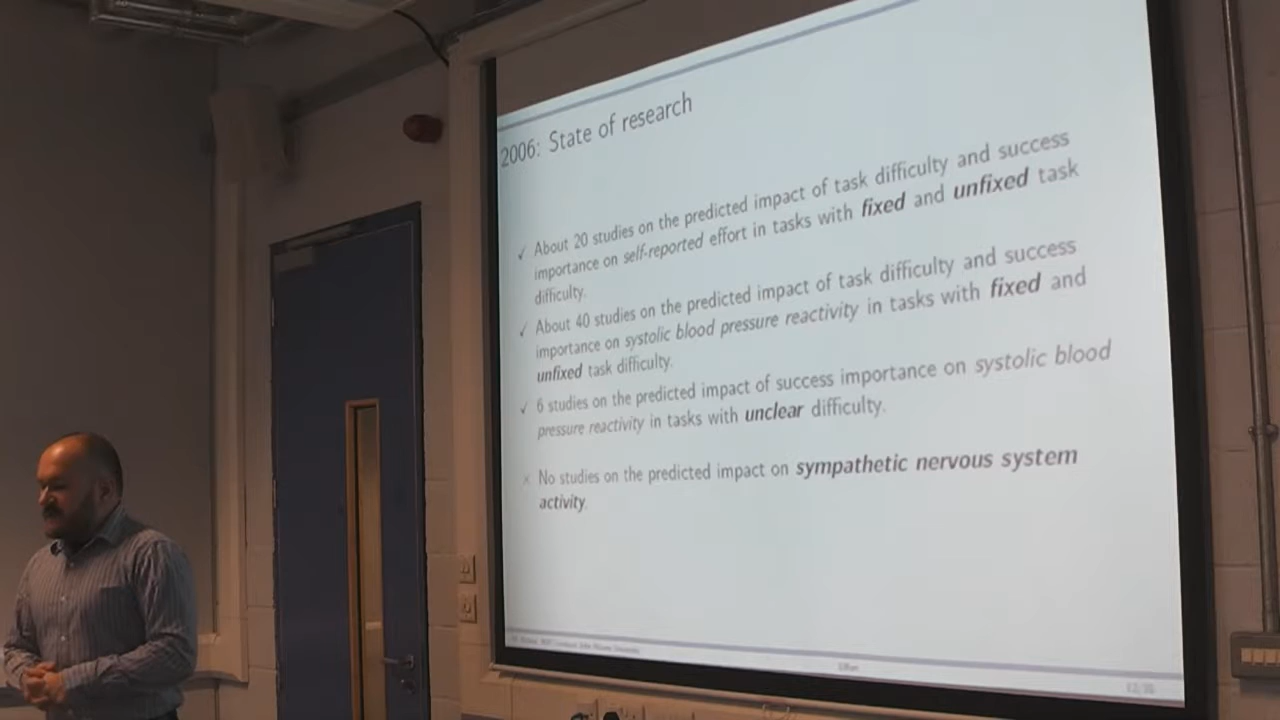 2006: State of research
✓ About 20 studies on the predicted impact of task difficulty and success
importance on self-reported effort in tasks with fixed and unfixed task
difficulty.
✓ About 40 studies on the predicted impact of task difficulty and success
importance on systolic blood pressure reactivity in tasks with fixed and
unfixed task difficulty.
✓ 6 studies on the predicted impact of success importance on systolic blood
pressure reactivity in tasks with unclear difficulty.
× No studies on the predicted impact on sympathetic nervous system
activity.
Effort